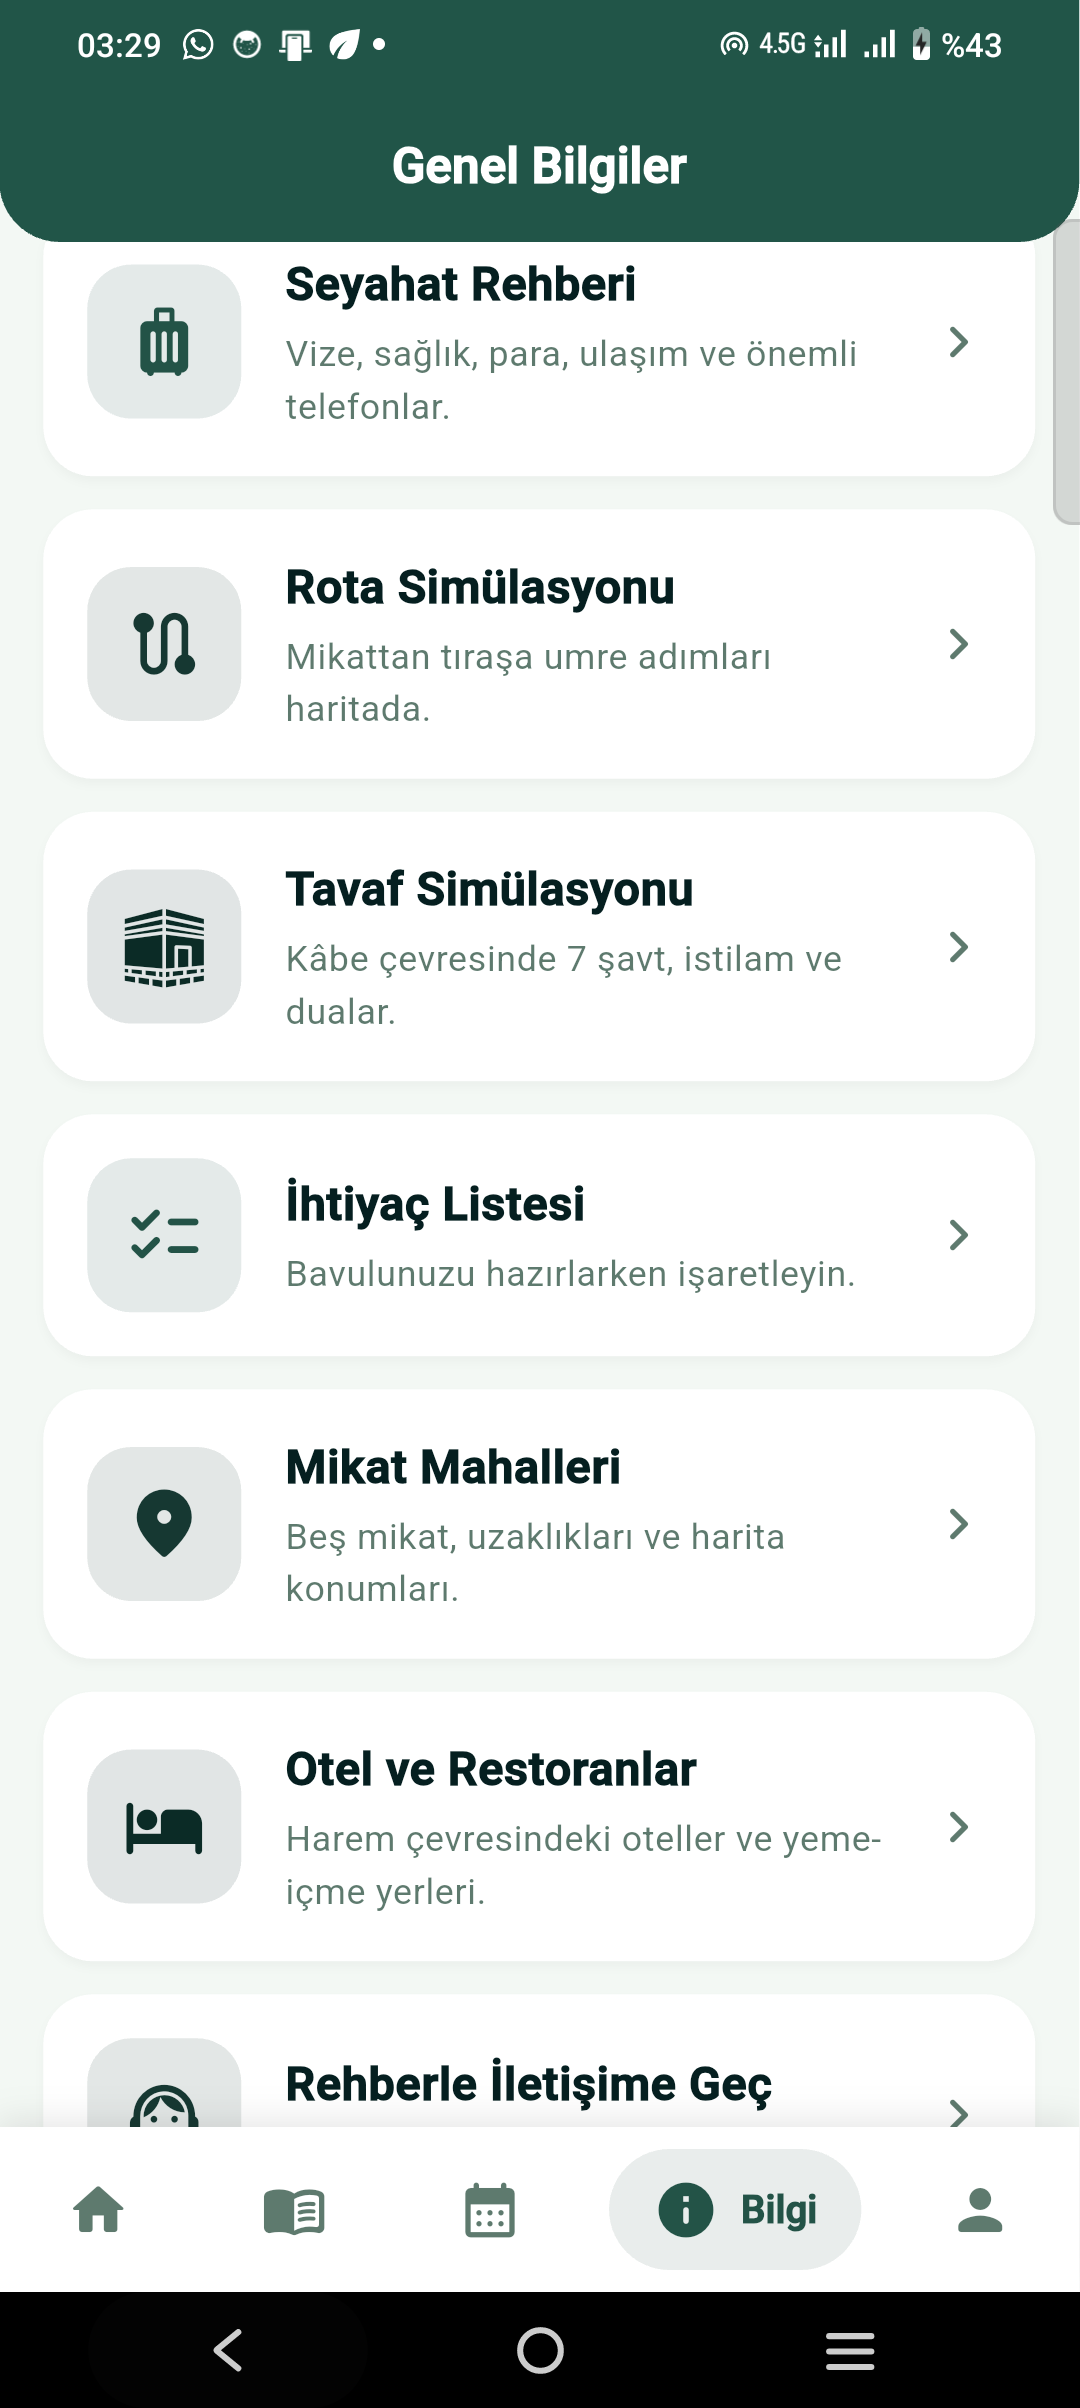 03:29 4.5G %43
Genel Bilgiler
Seyahat Rehberi
Vize, sağlık, para, ulaşım ve önemli
telefonlar.
Rota Simülasyonu
Mikattan tıraşa umre adımları
haritada.
Tavaf Simülasyonu
Kâbe çevresinde 7 şavt, istilam ve
dualar.
İhtiyaç Listesi
Bavulunuzu hazırlarken işaretleyin.
Mikat Mahalleri
Beş mikat, uzaklıkları ve harita
konumları.
Otel ve Restoranlar
Harem çevresindeki oteller ve yeme-
içme yerleri.
Rehberle İletişime Geç
Bilgi